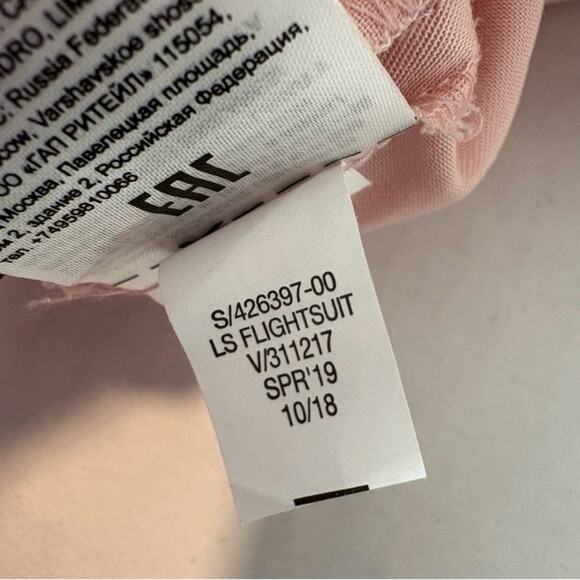 DRO, LIM
C. Russia Federat
cow, Varshavskoe shos
ОО «ГАП РИТЕЙЛ» 115054,
Москва, Павелецкая площадь,
м 2, здание 2, Российская Федерация,
тел. +74959810066
EAC
S/426397-00
LS FLIGHTSUIT
V/311217
SPR'19
10/18